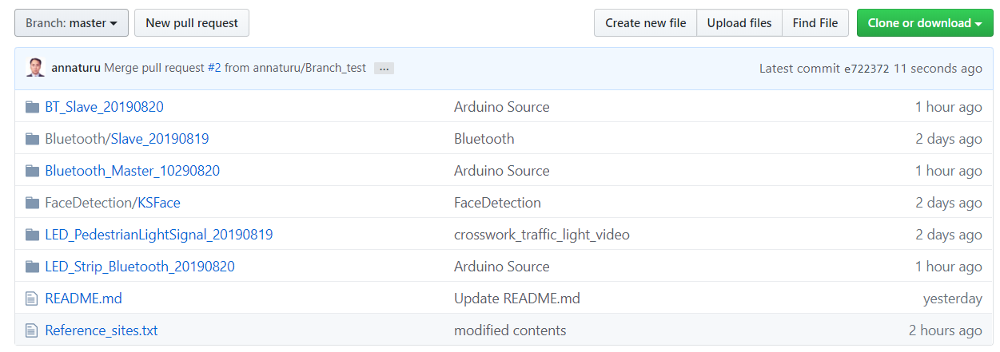 Branch: master New pull request Create new file Upload files Find File Clone or download
annaturu Merge pull request #2 from annaturu/Branch_test ... Latest commit e722372 11 seconds ago
BT_Slave_20190820 Arduino Source 1 hour ago
Bluetooth/Slave_20190819 Bluetooth 2 days ago
Bluetooth_Master_10290820 Arduino Source 1 hour ago
FaceDetection/KSFace FaceDetection 2 days ago
LED_PedestrianLightSignal_20190819 crosswork_traffic_light_video 2 days ago
LED_Strip_Bluetooth_20190820 Arduino Source 1 hour ago
README.md Update README.md yesterday
Reference_sites.txt modified contents 2 hours ago